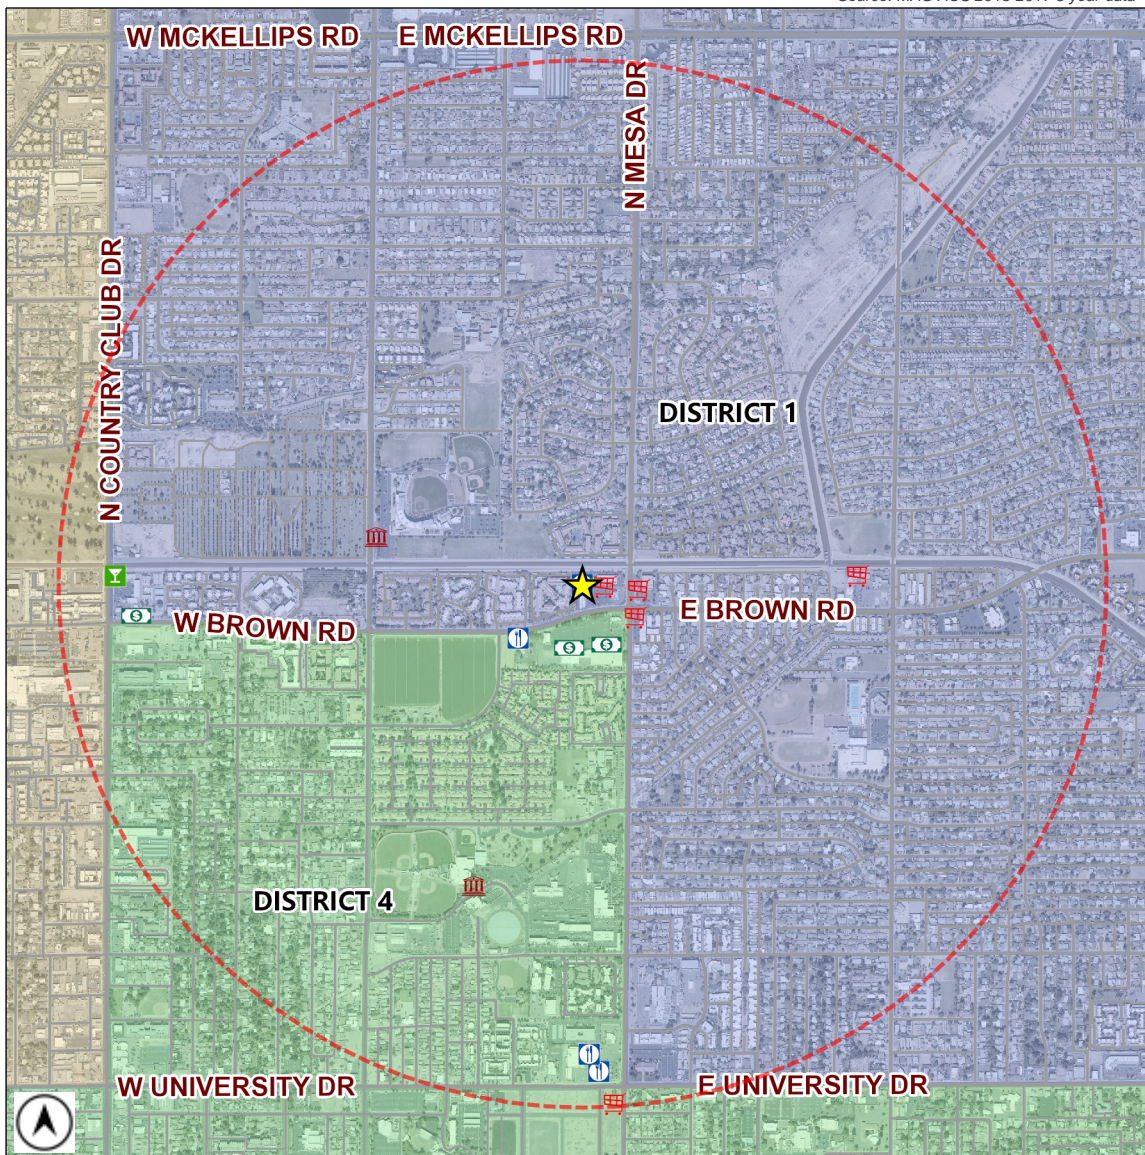 W MCKELLIPS RD
E MCKELLIPS RD
N MESA DR
N COUNTRY CLUB DR
DISTRICT 1
W BROWN RD
E BROWN RD
DISTRICT 4
W UNIVERSITY DR
E UNIVERSITY DR